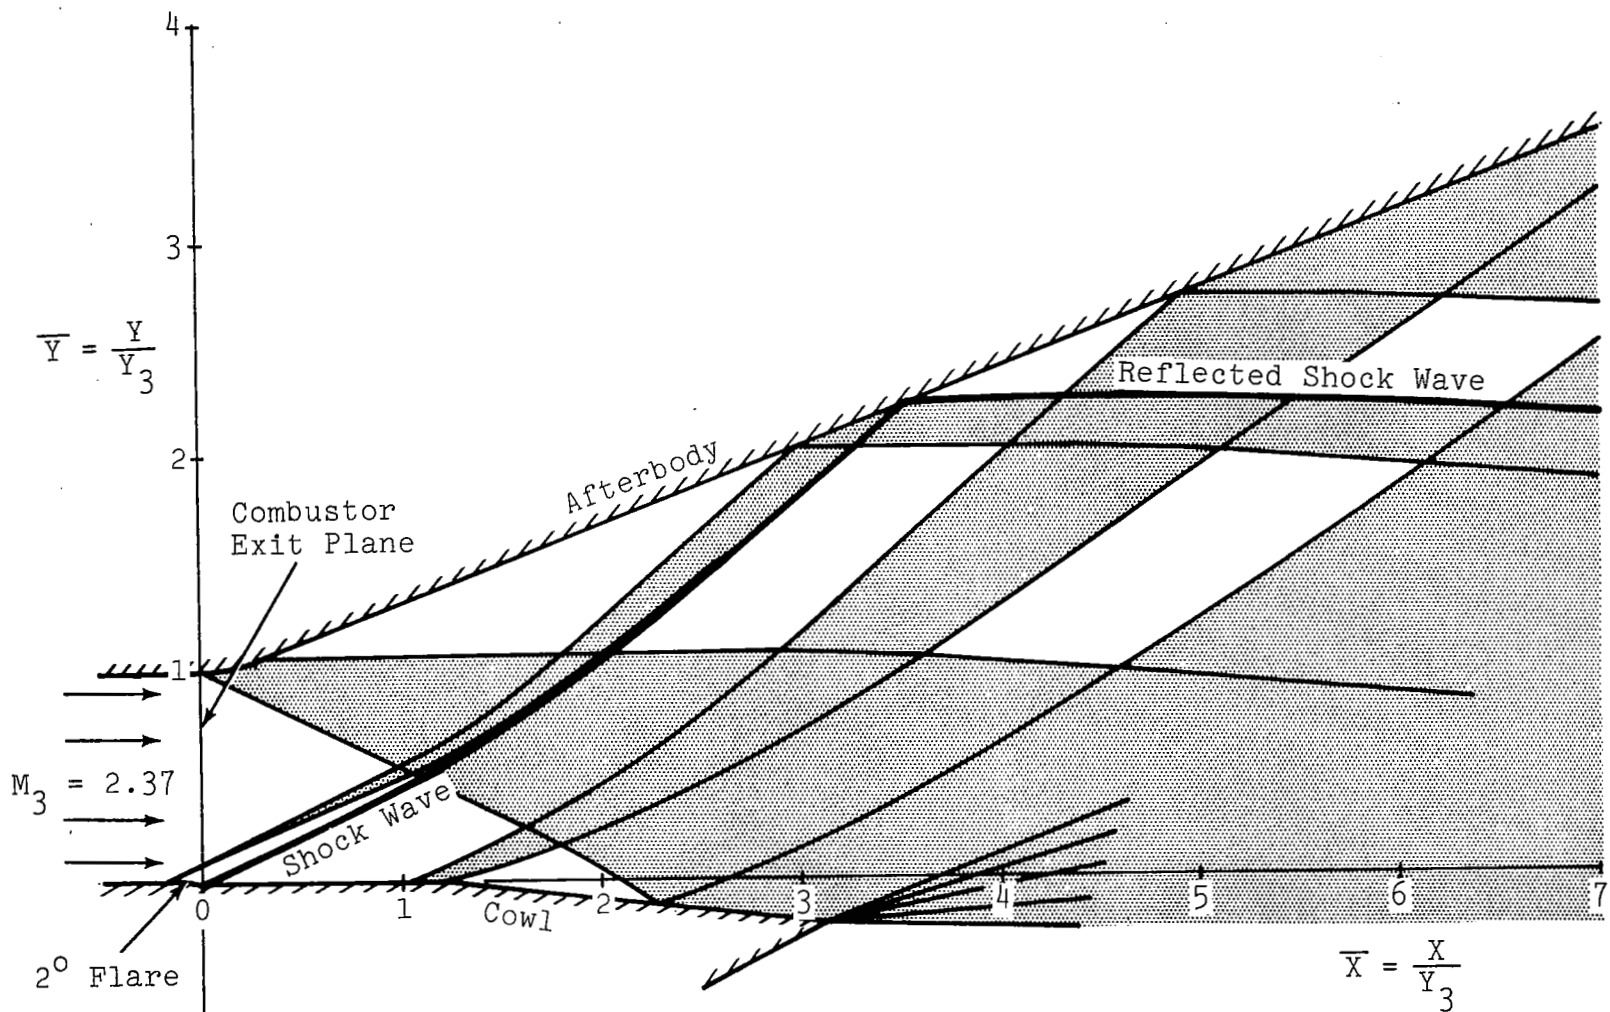 4
3
Y̅ = Y/Y3
Reflected Shock Wave
2
Afterbody
Combustor
Exit Plane
1
M3 = 2.37
Shock Wave
0 1 2 3 4 5 6 7
Cowl
2° Flare
X̅ = X/Y3